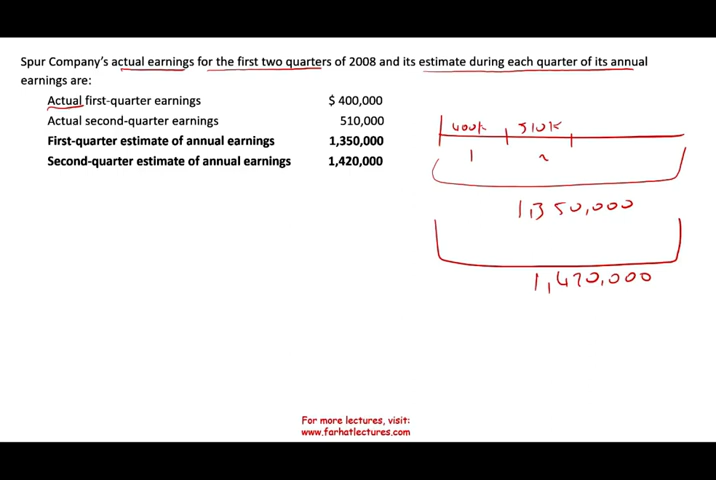 Spur Company's actual earnings for the first two quarters of 2008 and its estimate during each quarter of its annual
earnings are:
Actual first-quarter earnings $ 400,000
Actual second-quarter earnings 510,000
First-quarter estimate of annual earnings 1,350,000
Second-quarter estimate of annual earnings 1,420,000
400k 510k
1 2
1,350,000
1,420,000
For more lectures, visit:
www.farhatlectures.com